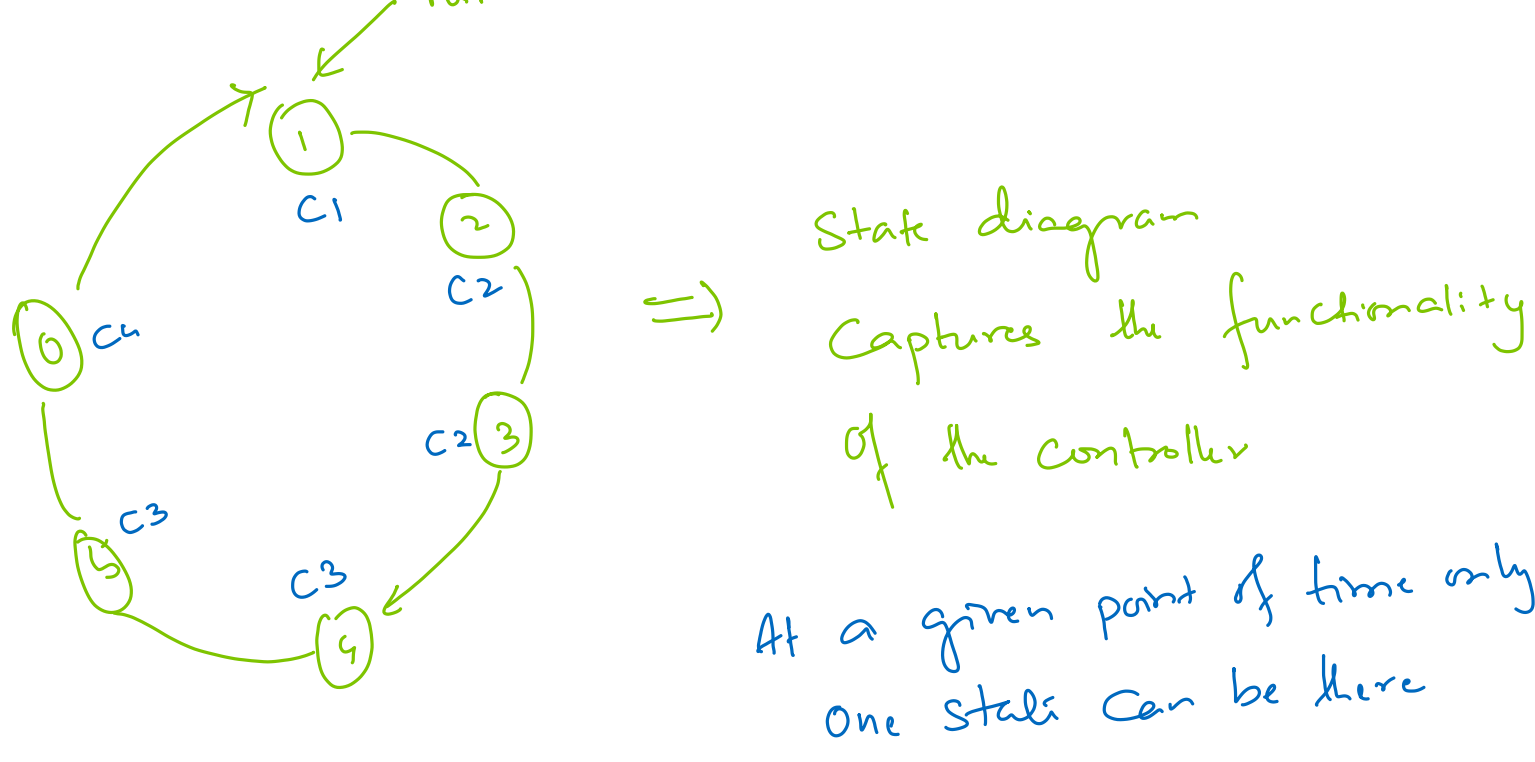 1
C1
2
C2
State diagram
Captures the functionality
0
C4
C2
3
Of the controller
C3
5
C3
4
At a given point of time only
One state can be there